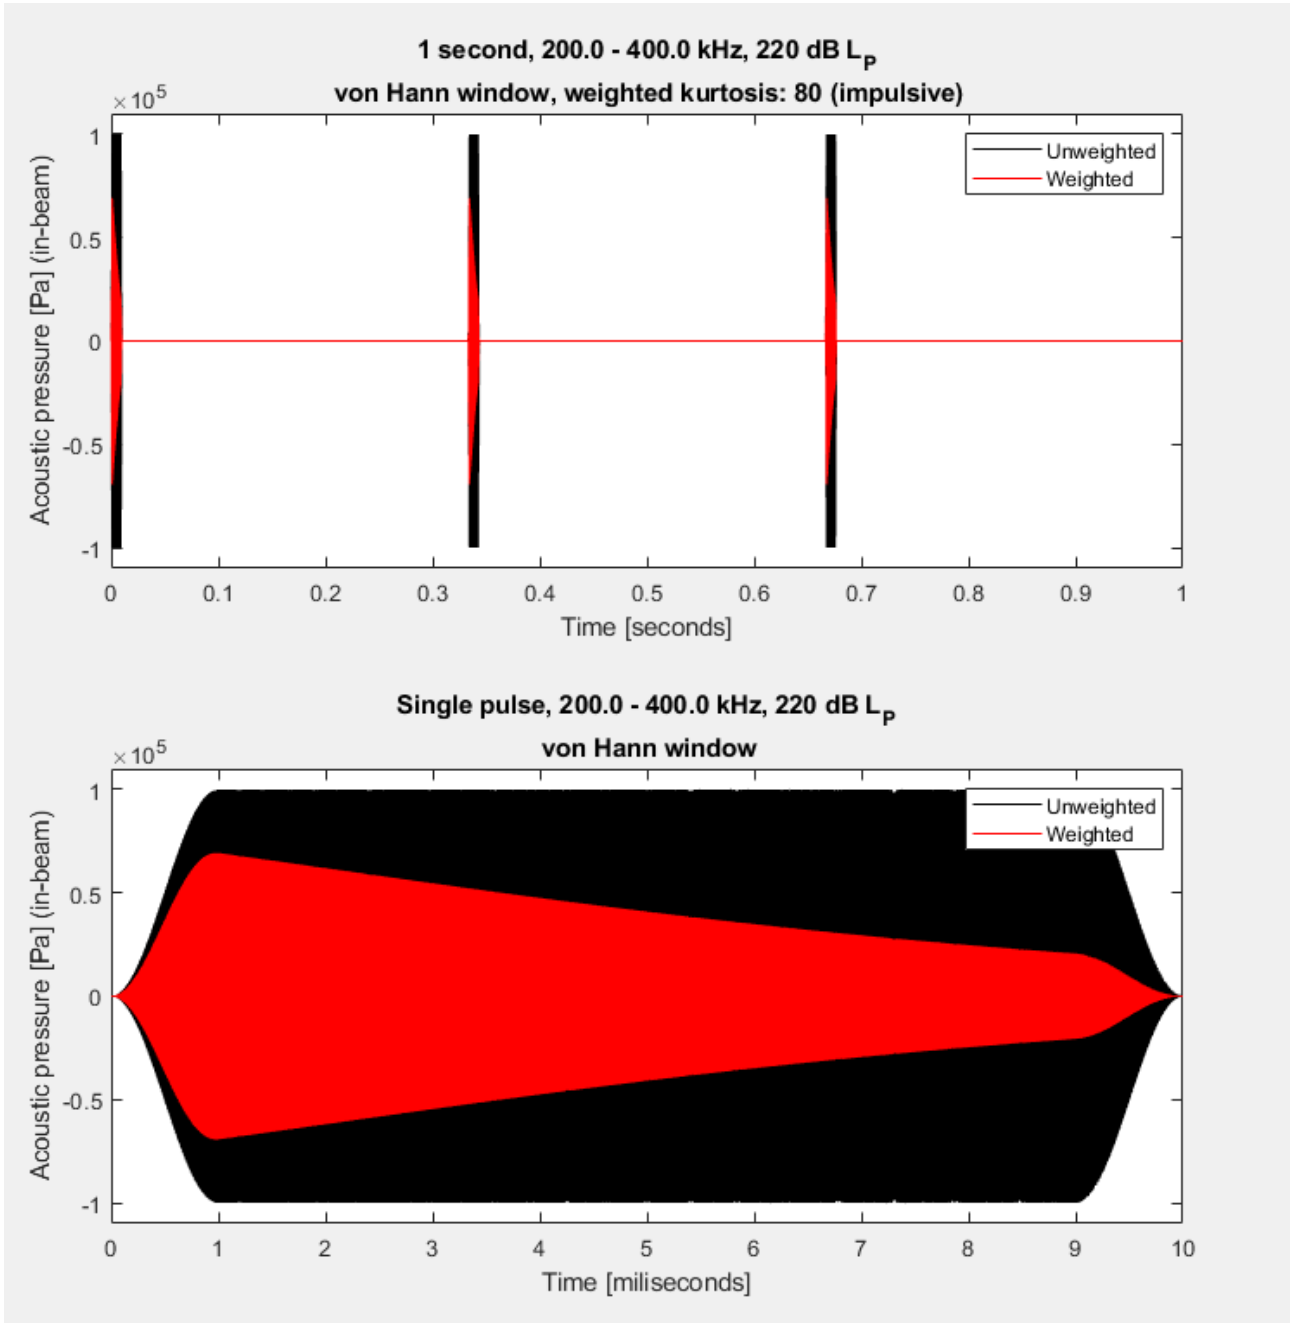 1 second, 200.0 - 400.0 kHz, 220 dB L_P
von Hann window, weighted kurtosis: 80 (impulsive)
×10^5
1
0.5
0
-0.5
-1
Acoustic pressure [Pa] (in-beam)
Unweighted
Weighted
0 0.1 0.2 0.3 0.4 0.5 0.6 0.7 0.8 0.9 1
Time [seconds]
Single pulse, 200.0 - 400.0 kHz, 220 dB L_P
von Hann window
×10^5
1
0.5
0
-0.5
-1
Acoustic pressure [Pa] (in-beam)
Unweighted
Weighted
0 1 2 3 4 5 6 7 8 9 10
Time [miliseconds]